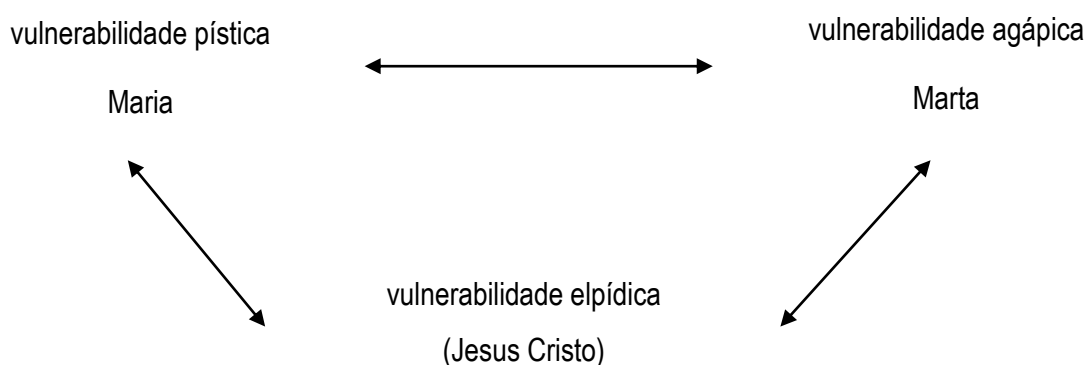 vulnerabilidade pística
vulnerabilidade agápica
Maria
Marta
vulnerabilidade elpídica
(Jesus Cristo)